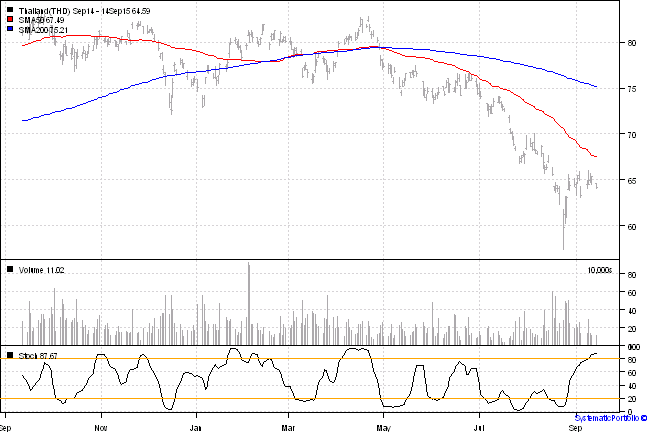 Thailand(THD) Sep14 - 14Sep15 64.59
SMA50 67.49
SMA200 75.21
80
75
70
65
60
Volume 11.02
10,000s
80
60
40
20
0
Stoch 87.67
100
80
60
40
20
0
Sep
Nov
Jan
Mar
May
Jul
Sep
SystematicPortfolio ©